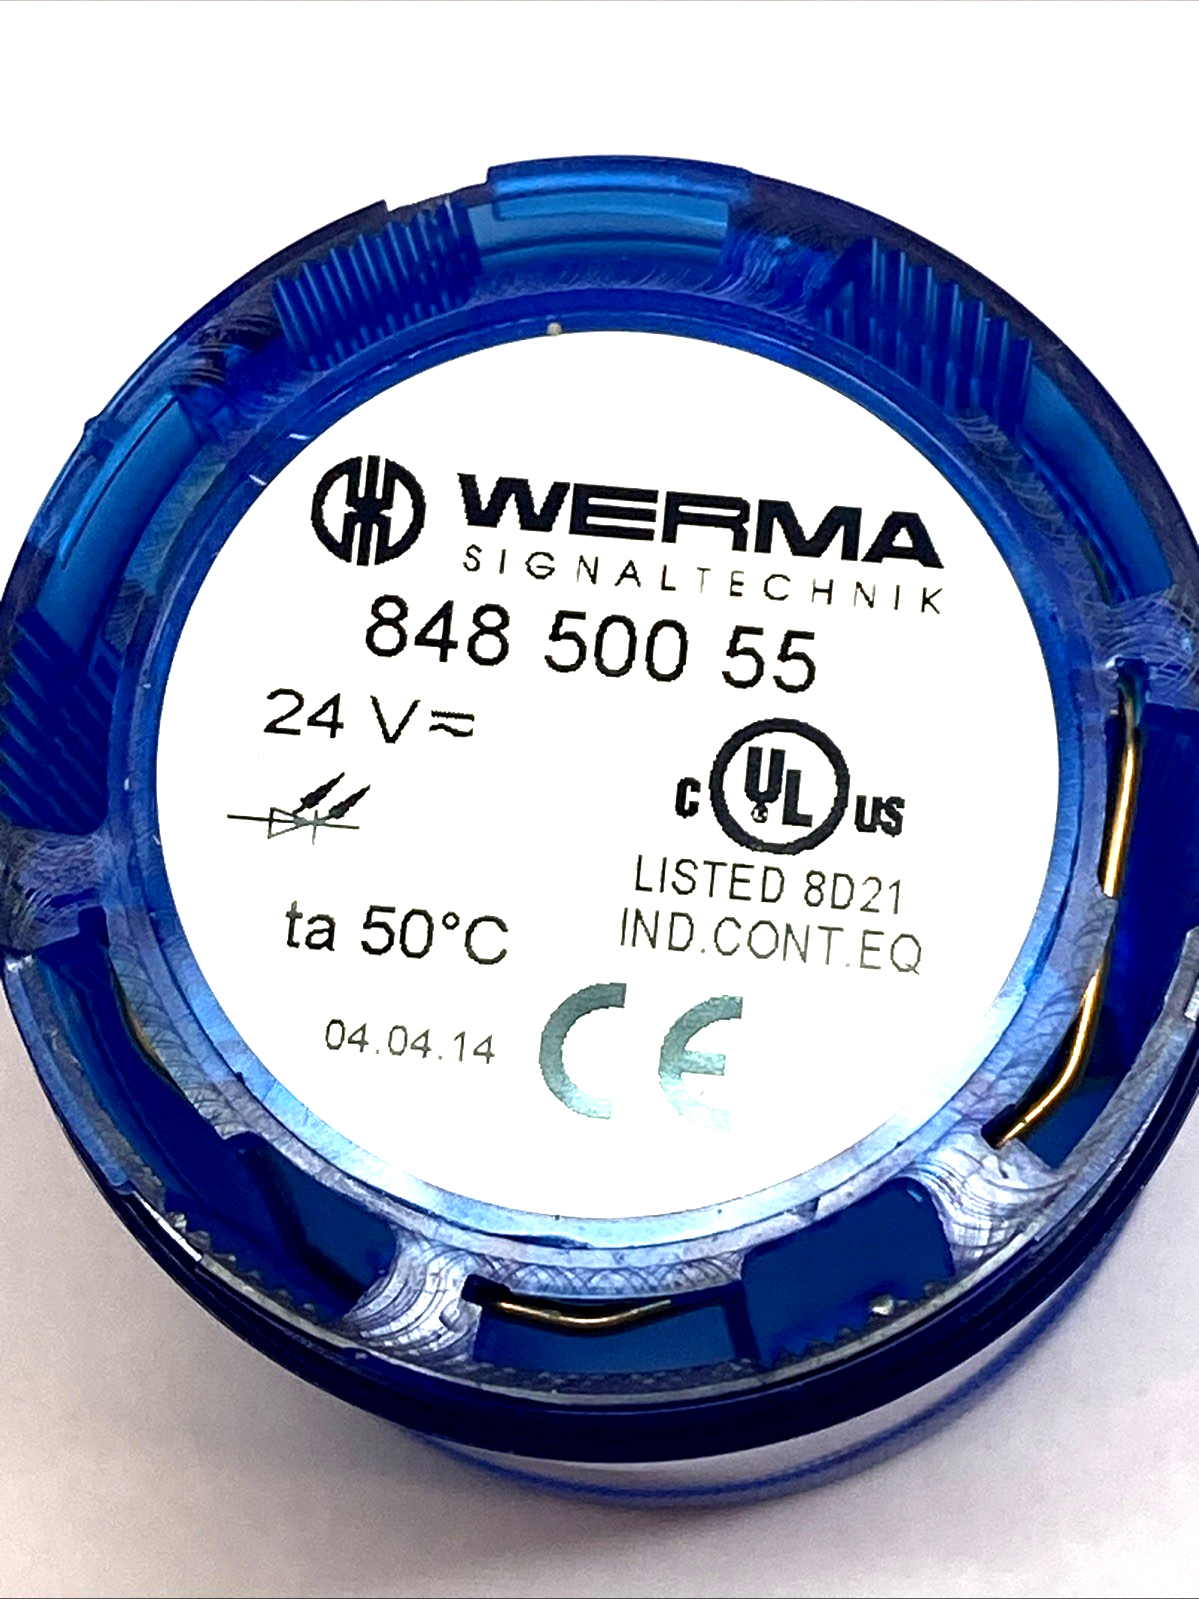 WERMA
SIGNALTECHNIK
848 500 55
24 V≂
C UL US
LISTED 8D21
IND.CONT.EQ
ta 50°C
04.04.14
CE